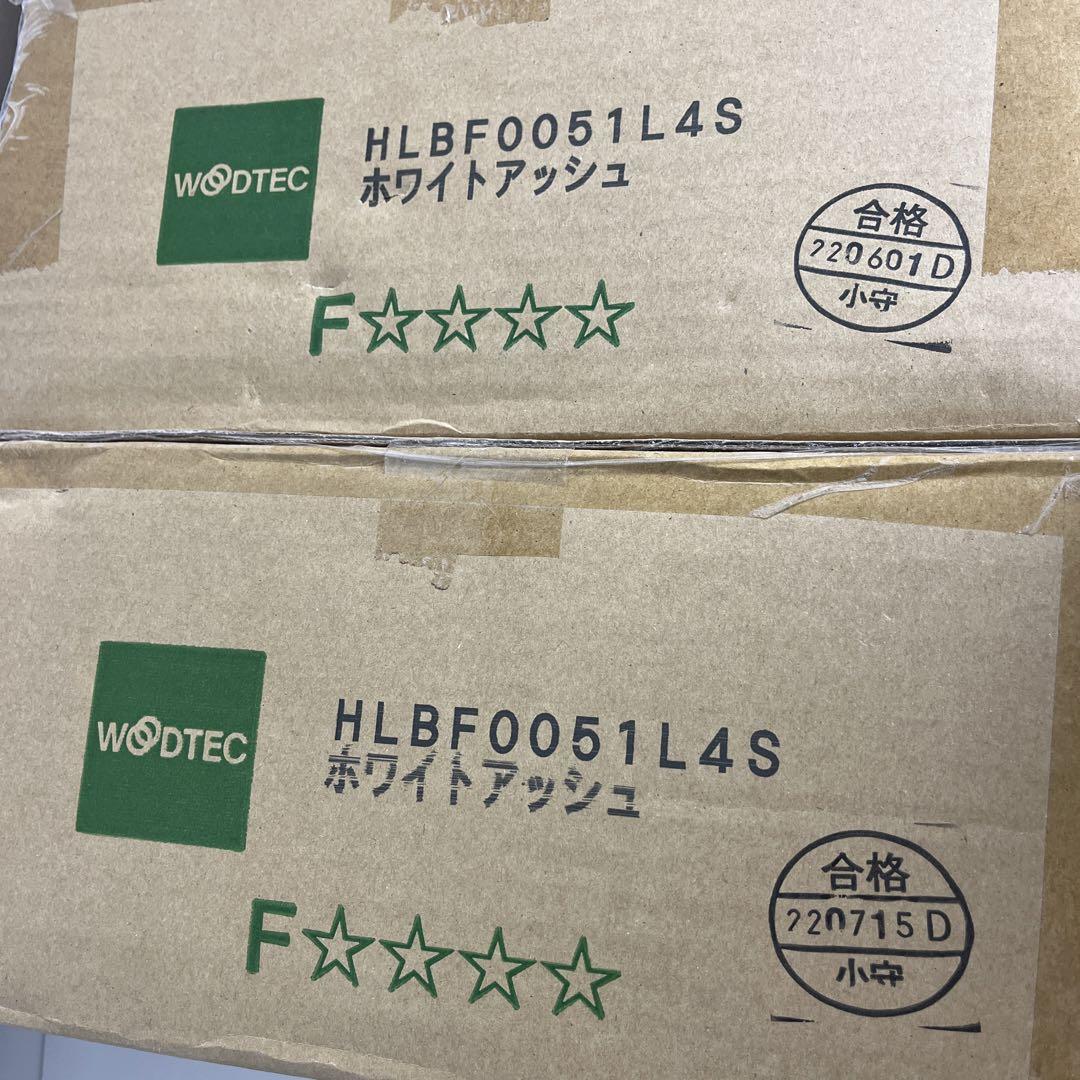 WOODTEC
HLBF0051L4S
ホワイトアッシュ
F☆☆☆☆
合格
220601D
小守
WOODTEC
HLBF0051L4S
ホワイトアッシュ
F☆☆☆☆
合格
220715D
小守